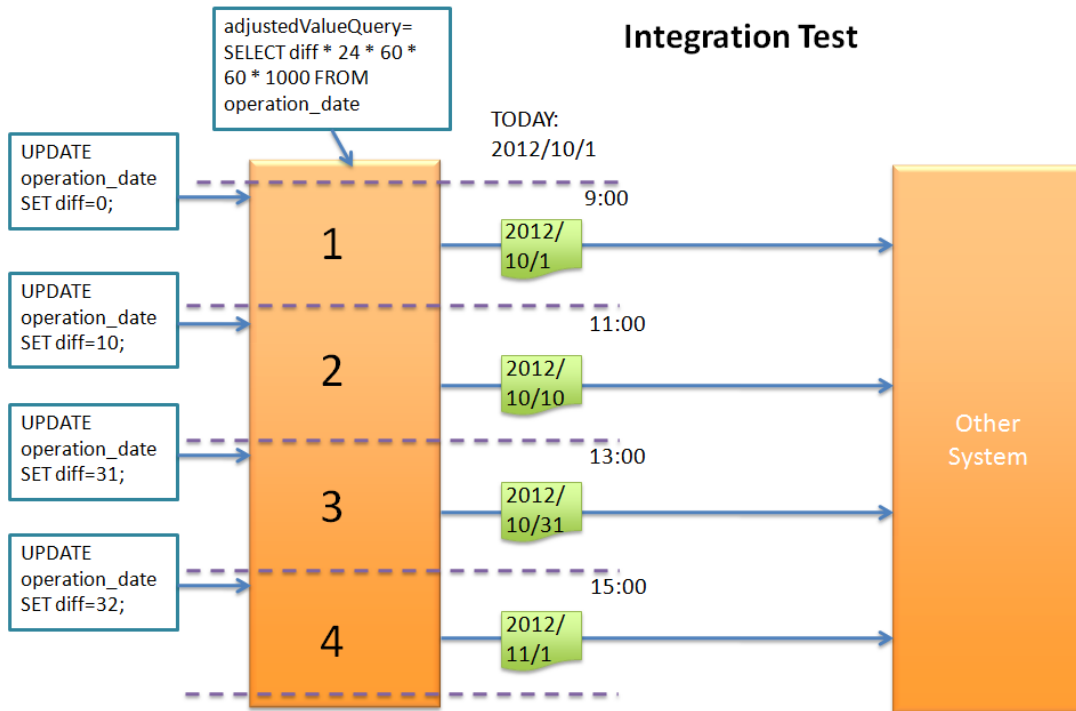 adjustedValueQuery=
SELECT diff * 24 * 60 *
60 * 1000 FROM
operation_date
Integration Test
TODAY:
2012/10/1
UPDATE
operation_date
SET diff=0;
9:00
1
2012/
10/1
UPDATE
operation_date
SET diff=10;
11:00
2
2012/
10/10
UPDATE
operation_date
SET diff=31;
13:00
3
2012/
10/31
UPDATE
operation_date
SET diff=32;
15:00
4
2012/
11/1
Other
System